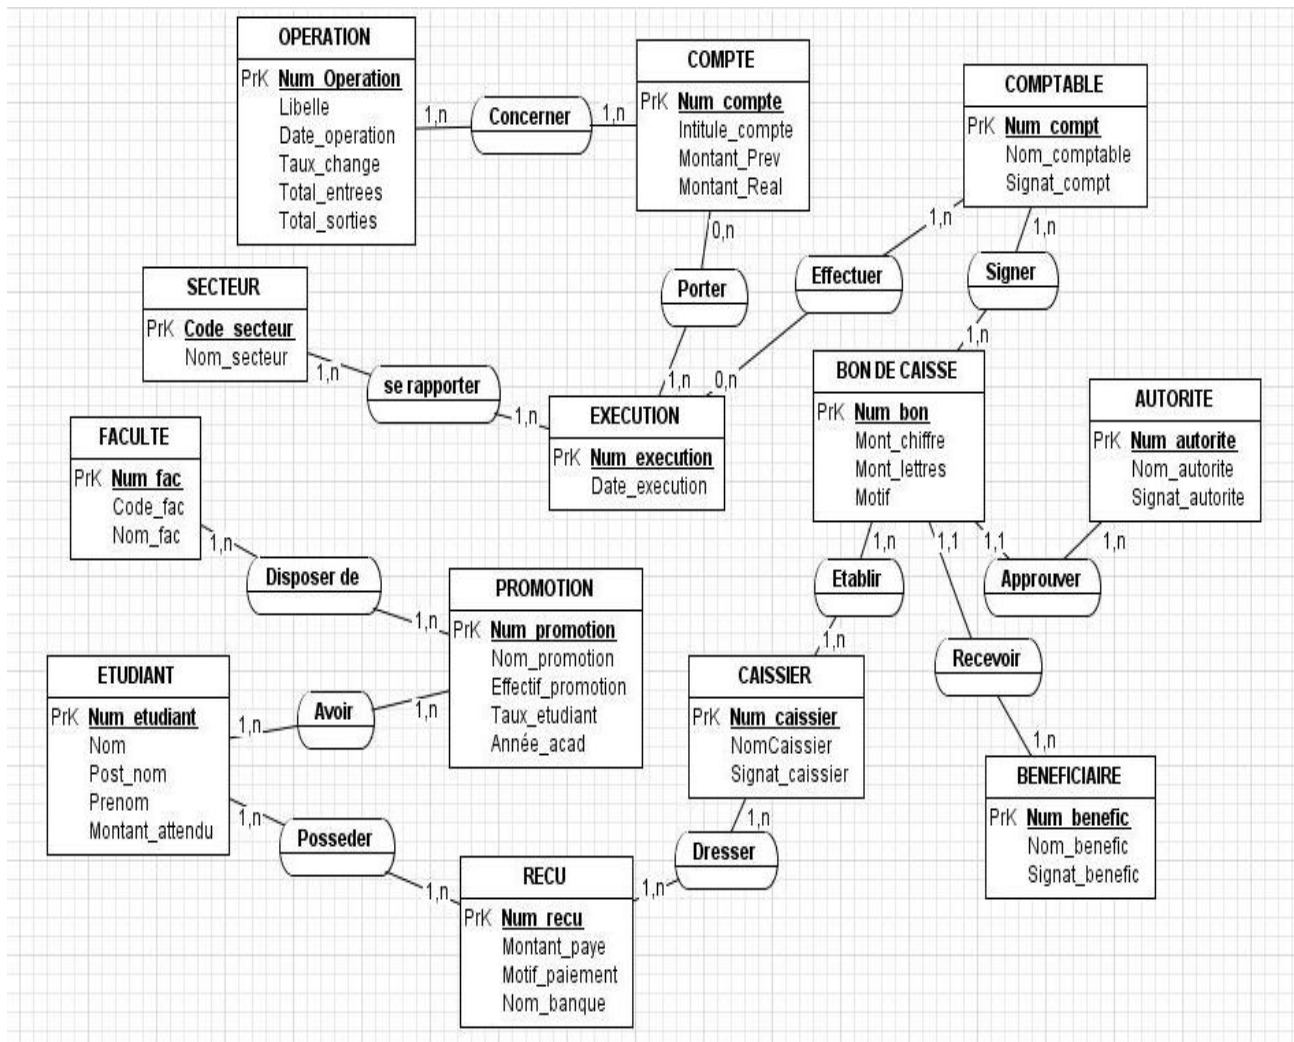 OPERATION
PrK Num_Operation
Libelle
Date_operation
Taux_change
Total_entrees
Total_sorties
1,n
Concerner
1,n
COMPTE
PrK Num_compte
Intitule_compte
Montant_Prev
Montant_Real
COMPTABLE
PrK Num_compt
Nom_comptable
Signat_compt
0,n
Porter
1,n
1,n
Effectuer
0,n
1,n
Signer
1,n
SECTEUR
PrK Code_secteur
Nom_secteur
1,n
se rapporter
1,n
EXECUTION
PrK Num_execution
Date_execution
BON DE CAISSE
PrK Num_bon
Mont_chiffre
Mont_lettres
Motif
AUTORITE
PrK Num_autorite
Nom_autorite
Signat_autorite
FACULTE
PrK Num_fac
Code_fac
Nom_fac
1,n
Disposer de
1,n
PROMOTION
PrK Num_promotion
Nom_promotion
Effectif_promotion
Taux_etudiant
Année_acad
1,n
Etablir
1,n
1,1
Recevoir
1,n
1,1
Approuver
1,n
ETUDIANT
PrK Num_etudiant
Nom
Post_nom
Prenom
Montant_attendu
1,n
Avoir
1,n
CAISSIER
PrK Num_caissier
NomCaissier
Signat_caissier
BENEFICIAIRE
PrK Num_benefic
Nom_benefic
Signat_benefic
1,n
Posseder
1,n
RECU
PrK Num_recu
Montant_paye
Motif_paiement
Nom_banque
1,n
Dresser
1,n